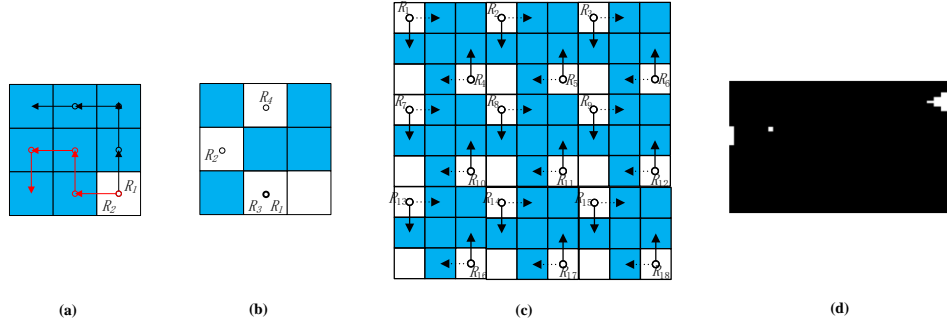 R1 R2 R3
R4 R5 R6
R7 R8 R9
R10 R11 R12
R13 R14 R15
R16 R17 R18
R4
R2
R3 R1
R1
R2
(a) (b) (c) (d)